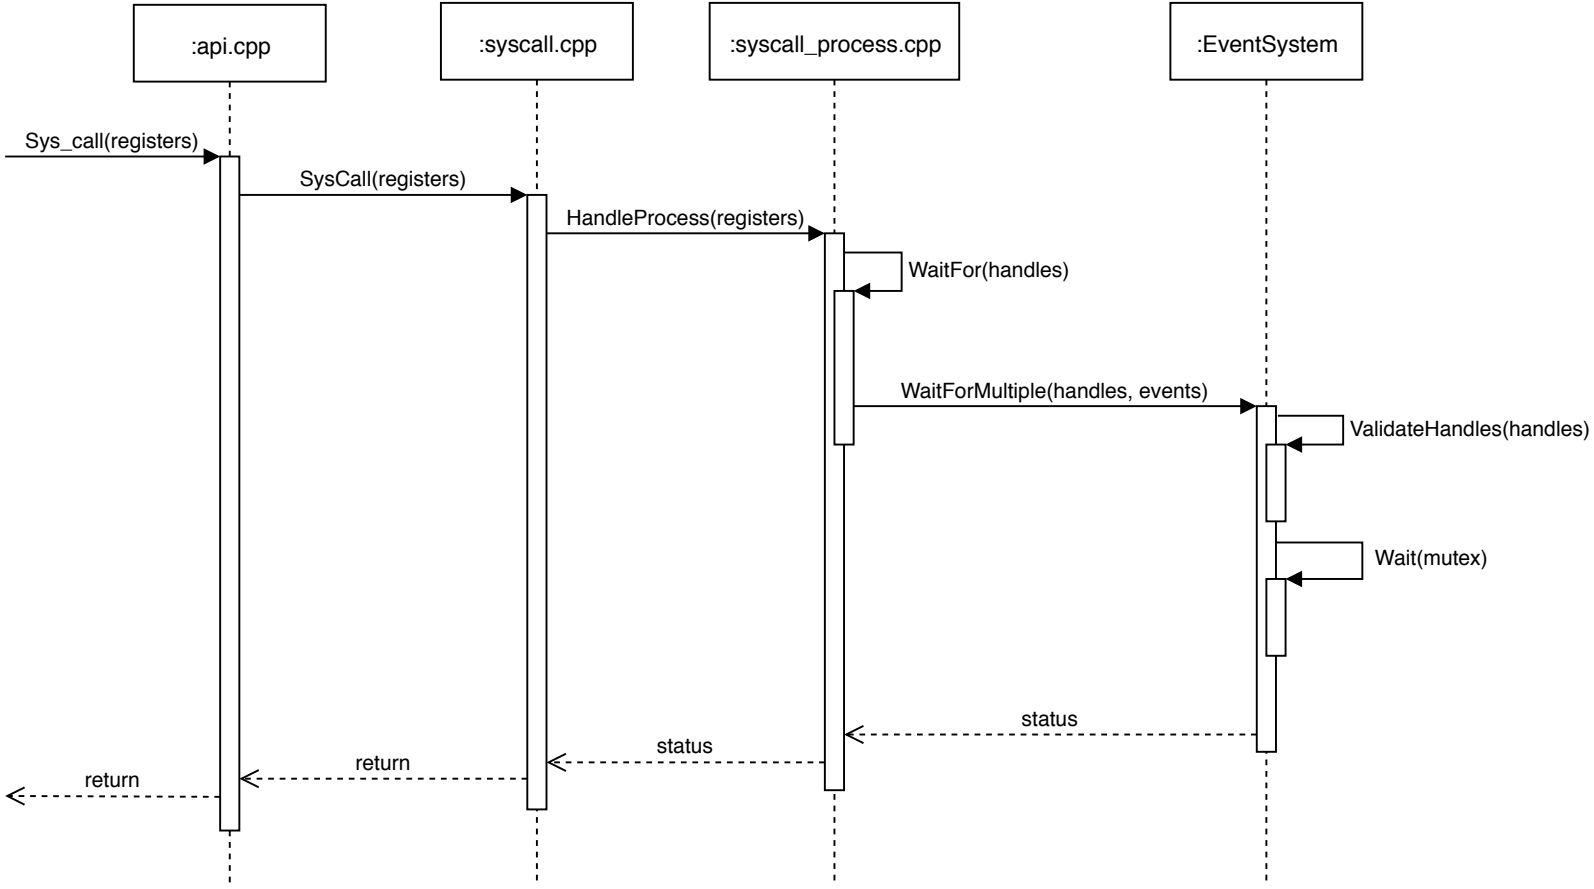 :api.cpp
:syscall.cpp
:syscall_process.cpp
:EventSystem
Sys_call(registers)
SysCall(registers)
HandleProcess(registers)
WaitFor(handles)
WaitForMultiple(handles, events)
ValidateHandles(handles)
Wait(mutex)
status
status
return
return